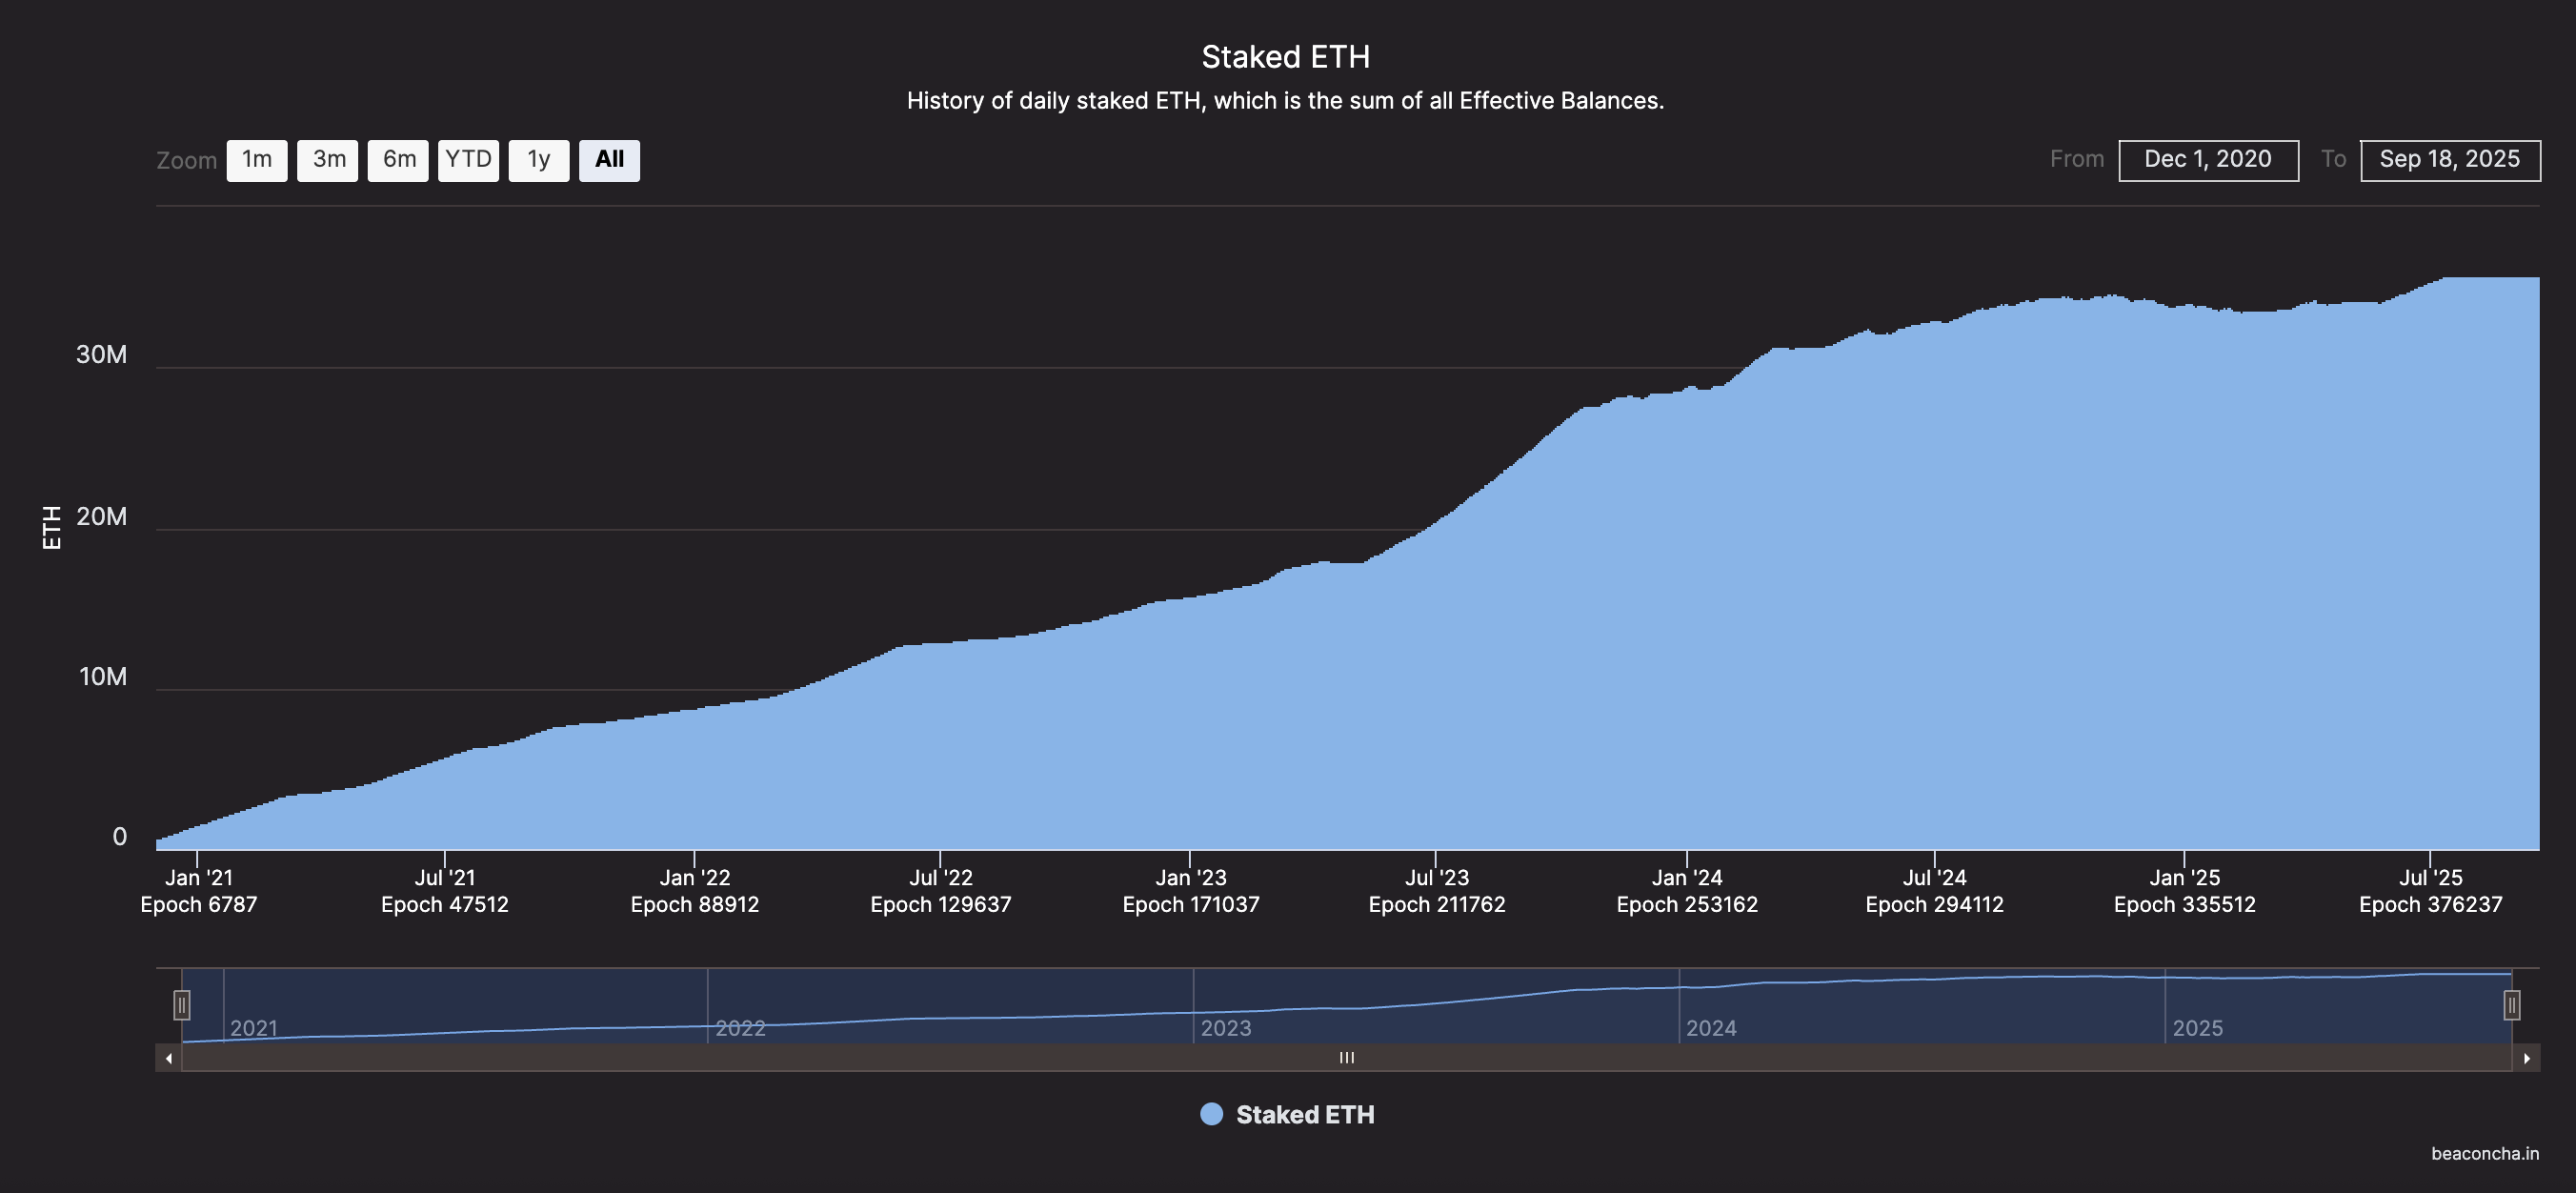 Staked ETH
History of daily staked ETH, which is the sum of all Effective Balances.
Zoom 1m 3m 6m YTD 1y All From Dec 1, 2020 To Sep 18, 2025
ETH
30M
20M
10M
0
Jan '21 Jul '21 Jan '22 Jul '22 Jan '23 Jul '23 Jan '24 Jul '24 Jan '25 Jul '25
Epoch 6787 Epoch 47512 Epoch 88912 Epoch 129637 Epoch 171037 Epoch 211762 Epoch 253162 Epoch 294112 Epoch 335512 Epoch 376237
2021 2022 2023 2024 2025
Staked ETH
beaconcha.in